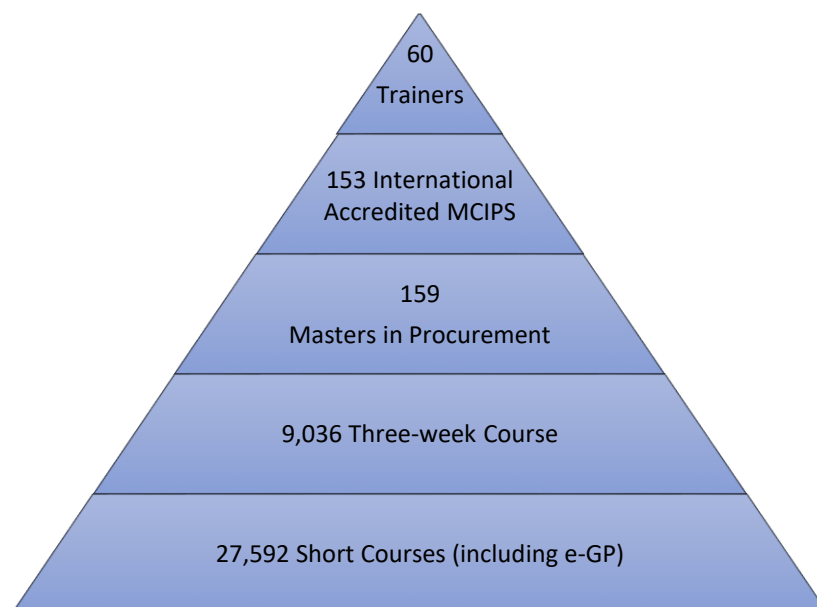 60
Trainers
153 International
Accredited MCIPS
159
Masters in Procurement
9,036 Three-week Course
27,592 Short Courses (including e-GP)